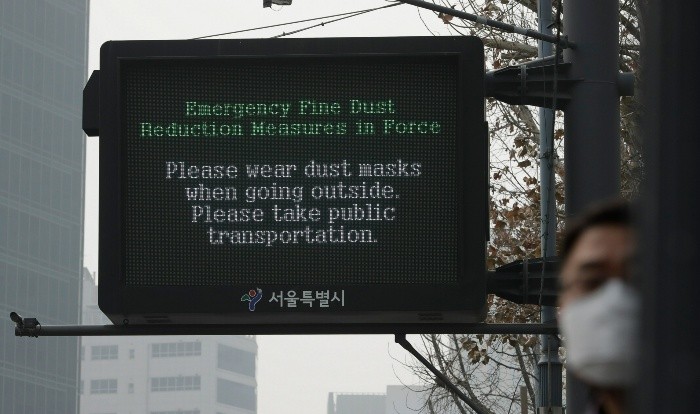 Emergency Fine Dust
Reduction Measures in Force
Please wear dust masks
when going outside.
Please take public
transportation.
서울특별시